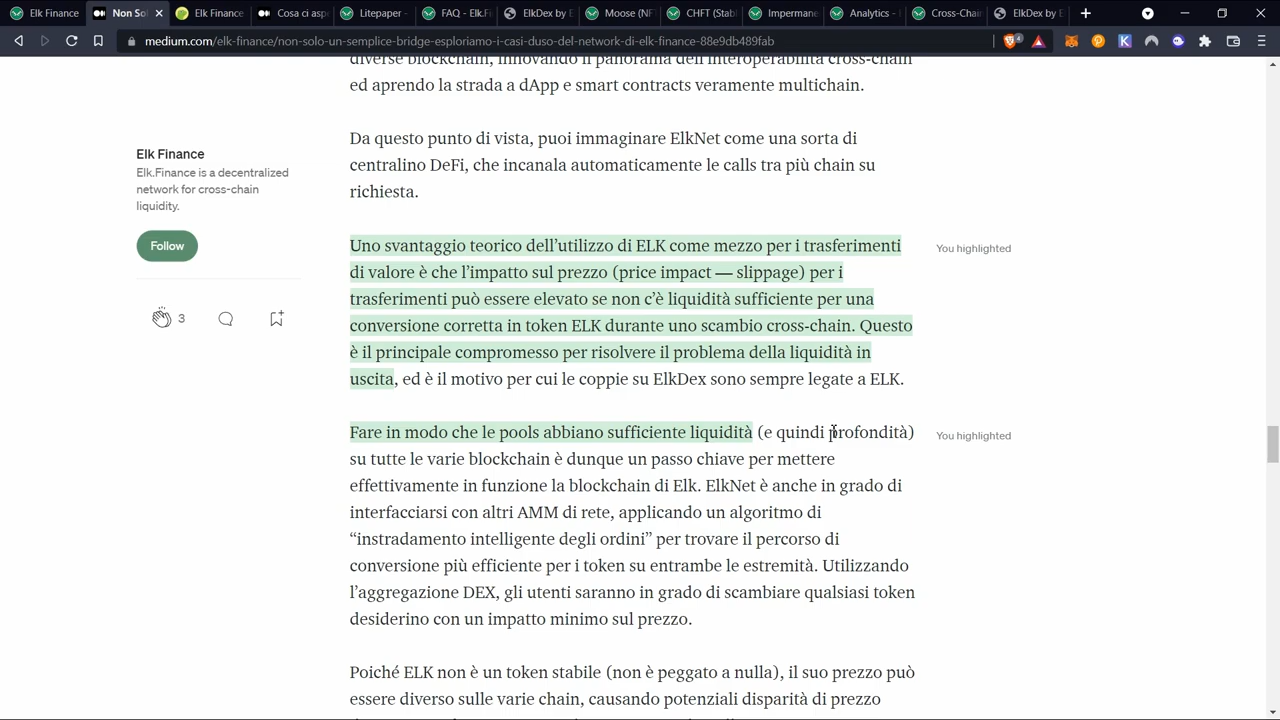 Elk Finance
Non So
Elk Finance
Cosa ci asp
Litepaper -
FAQ - Elk.Fi
ElkDex by E
Moose (NF
CHFT (Stab
Impermane
Analytics -
Cross-Chai
ElkDex by E
medium.com/elk-finance/non-solo-un-semplice-bridge-esploriamo-i-casi-duso-del-network-di-elk-finance-88e9db489fab
4
diverse blockchain, innovando il panorama dell'interoperabilità cross-chain
ed aprendo la strada a dApp e smart contracts veramente multichain.
Da questo punto di vista, puoi immaginare ElkNet come una sorta di
centralino DeFi, che incanala automaticamente le calls tra più chain su
richiesta.
Elk Finance
Elk.Finance is a decentralized
network for cross-chain
liquidity.
Follow
3
Uno svantaggio teorico dell'utilizzo di ELK come mezzo per i trasferimenti
di valore è che l'impatto sul prezzo (price impact — slippage) per i
trasferimenti può essere elevato se non c'è liquidità sufficiente per una
conversione corretta in token ELK durante uno scambio cross-chain. Questo
è il principale compromesso per risolvere il problema della liquidità in
uscita, ed è il motivo per cui le coppie su ElkDex sono sempre legate a ELK.
You highlighted
Fare in modo che le pools abbiano sufficiente liquidità (e quindi profondità)
su tutte le varie blockchain è dunque un passo chiave per mettere
effettivamente in funzione la blockchain di Elk. ElkNet è anche in grado di
interfacciarsi con altri AMM di rete, applicando un algoritmo di
“instradamento intelligente degli ordini” per trovare il percorso di
conversione più efficiente per i token su entrambe le estremità. Utilizzando
l'aggregazione DEX, gli utenti saranno in grado di scambiare qualsiasi token
desiderino con un impatto minimo sul prezzo.
You highlighted
Poiché ELK non è un token stabile (non è peggato a nulla), il suo prezzo può
essere diverso sulle varie chain, causando potenziali disparità di prezzo